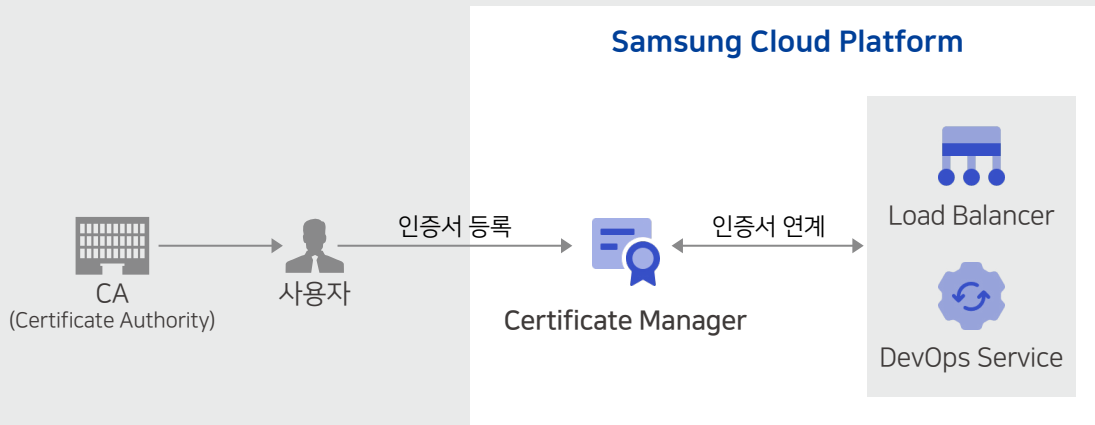 Samsung Cloud Platform
CA
(Certificate Authority)
사용자
인증서 등록
Certificate Manager
인증서 연계
Load Balancer
DevOps Service